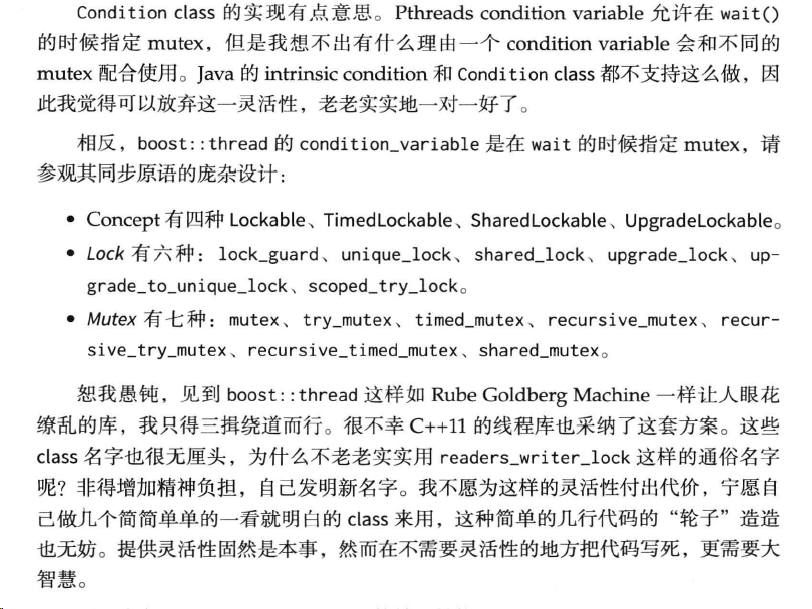 Condition class 的实现有点意思。Pthreads condition variable 允许在 wait()
的时候指定 mutex，但是我想不出有什么理由一个 condition variable 会和不同的
mutex 配合使用。Java 的 intrinsic condition 和 Condition class 都不支持这么做，因
此我觉得可以放弃这一灵活性，老老实实地一对一好了。
相反，boost::thread 的 condition_variable 是在 wait 的时候指定 mutex，请
参观其同步原语的庞杂设计：
• Concept 有四种 Lockable、TimedLockable、SharedLockable、UpgradeLockable。
• Lock 有六种：lock_guard、unique_lock、shared_lock、upgrade_lock、up-
grade_to_unique_lock、scoped_try_lock。
• Mutex 有七种：mutex、try_mutex、timed_mutex、recursive_mutex、recur-
sive_try_mutex、recursive_timed_mutex、shared_mutex。
恕我愚钝，见到 boost::thread 这样如 Rube Goldberg Machine 一样让人眼花
缭乱的库，我只得三揖绕道而行。很不幸 C++11 的线程库也采纳了这套方案。这些
class 名字也很无厘头，为什么不老老实实用 readers_writer_lock 这样的通俗名字
呢？非得增加精神负担，自己发明新名字。我不愿为这样的灵活性付出代价，宁愿自
己做几个简简单单的一看就明白的 class 来用，这种简单的几行代码的“轮子”造造
也无妨。提供灵活性固然是本事，然而在不需要灵活性的地方把代码写死，更需要大
智慧。